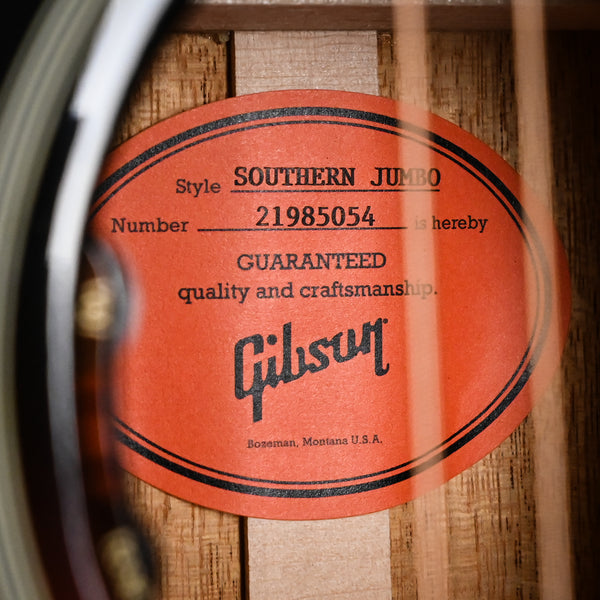 Style SOUTHERN JUMBO
Number 21985054 is hereby
GUARANTEED
quality and craftsmanship.
Gibson
Bozeman, Montana U.S.A.